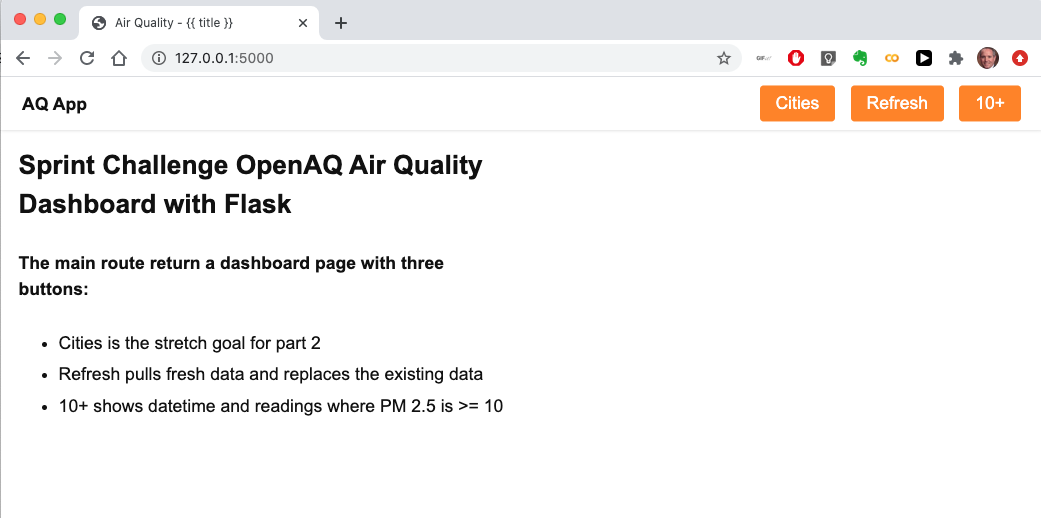 Air Quality - {{ title }}
127.0.0.1:5000
GIF
CO
AQ App
Cities
Refresh
10+
Sprint Challenge OpenAQ Air Quality
Dashboard with Flask
The main route return a dashboard page with three
buttons:
• Cities is the stretch goal for part 2
• Refresh pulls fresh data and replaces the existing data
• 10+ shows datetime and readings where PM 2.5 is >= 10